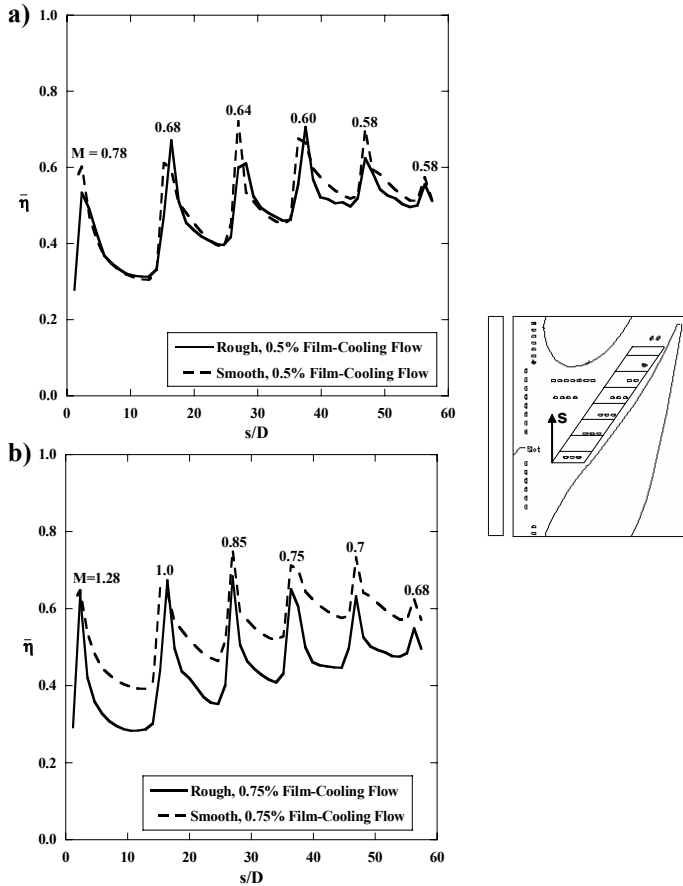 a)
1.0
0.8
0.6
0.4
0.2
0.0
η̄
M = 0.78
0.68
0.64
0.60
0.58
0.58
Rough, 0.5% Film-Cooling Flow
Smooth, 0.5% Film-Cooling Flow
0 10 20 30 40 50 60
s/D
b)
1.0
0.8
0.6
0.4
0.2
0.0
η̄
M=1.28
1.0
0.85
0.75
0.7
0.68
Rough, 0.75% Film-Cooling Flow
Smooth, 0.75% Film-Cooling Flow
0 10 20 30 40 50 60
s/D
S
Slot